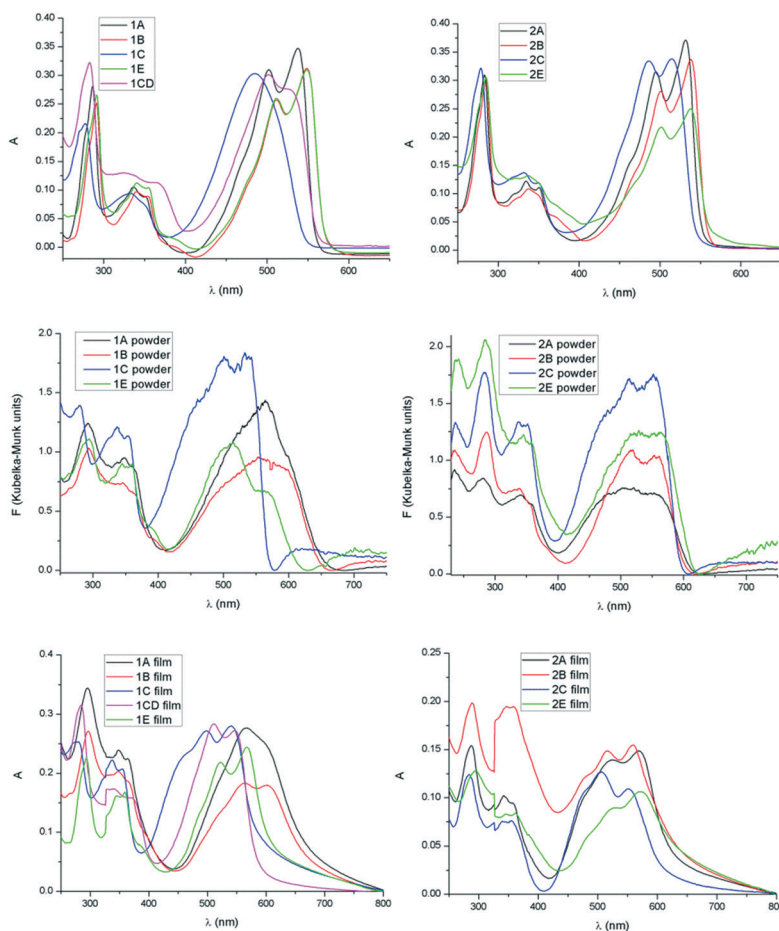 0.40
0.35
0.30
0.25
0.20
0.15
0.10
0.05
0.00
A
1A
1B
1C
1E
1CD
300
400
500
600
λ (nm)
0.40
0.35
0.30
0.25
0.20
0.15
0.10
0.05
0.00
A
2A
2B
2C
2E
300
400
500
600
λ (nm)
2.0
1.5
1.0
0.5
0.0
F (Kubelka-Munk units)
1A powder
1B powder
1C powder
1E powder
300
400
500
600
700
λ (nm)
2.0
1.5
1.0
0.5
0.0
F (Kubelka-Munk units)
2A powder
2B powder
2C powder
2E powder
300
400
500
600
700
λ (nm)
0.4
0.3
0.2
0.1
0.0
A
1A film
1B film
1C film
1CD film
1E film
300
400
500
600
700
800
λ (nm)
0.20
0.15
0.10
0.05
0.00
A
2A film
2B film
2C film
2E film
300
400
500
600
700
800
λ (nm)